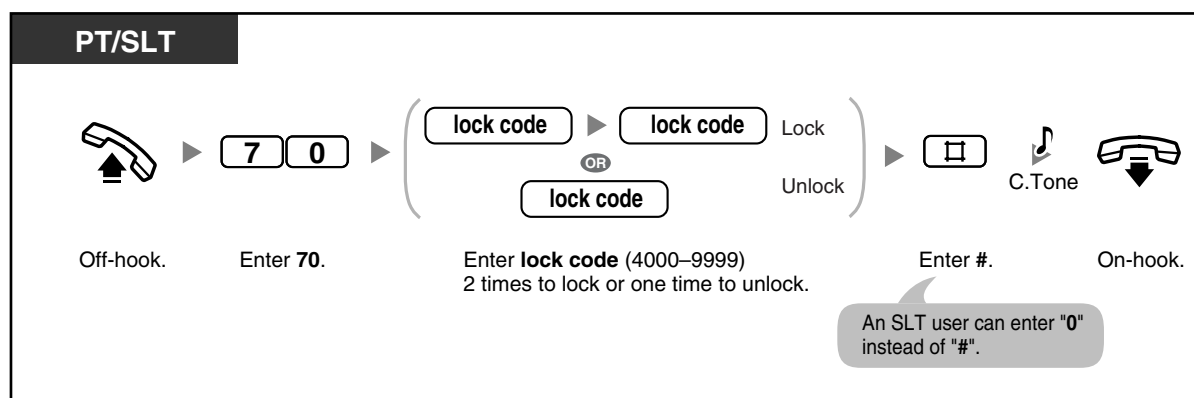 PT/SLT
7 0
lock code lock code Lock
OR
lock code Unlock
#
C.Tone
Off-hook.
Enter 70.
Enter lock code (4000–9999)
2 times to lock or one time to unlock.
Enter #.
On-hook.
An SLT user can enter "0"
instead of "#".